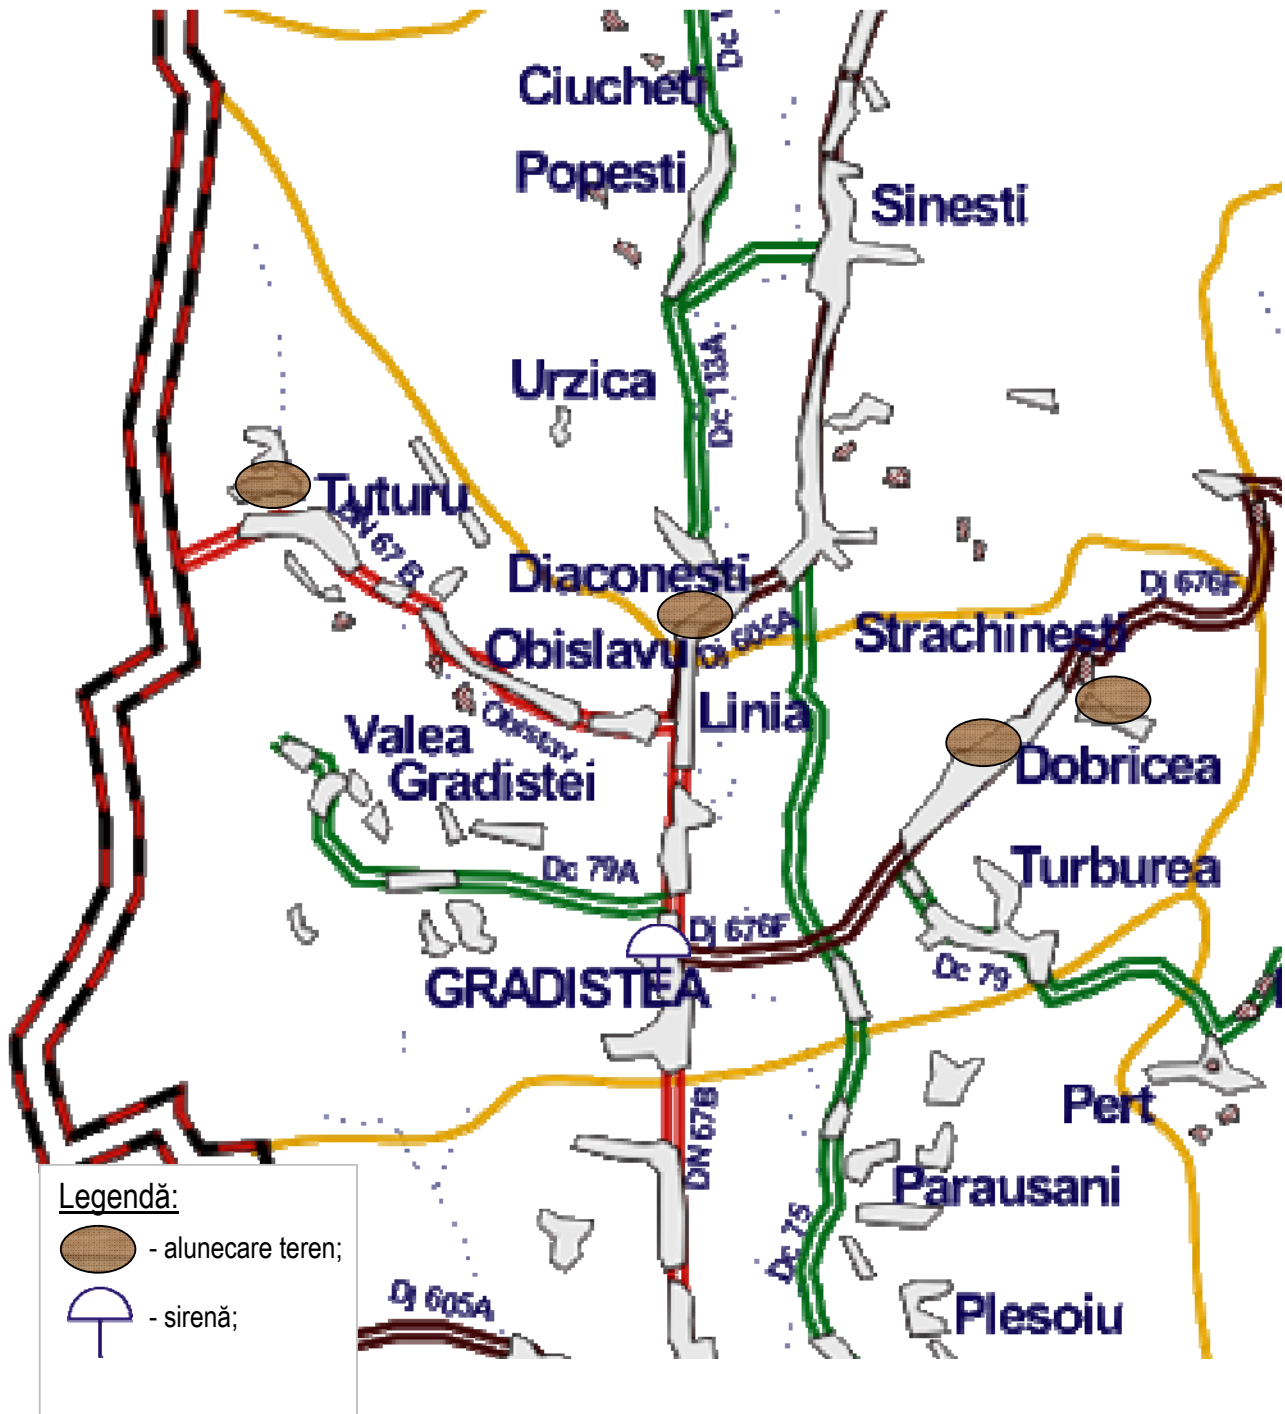 Ciucheti
Popesti
Sinesti
Urzica
Dc 113A
Tuturu
DN 67 B
Diaconesti
Dj 676F
Obislavu
Dj 605A
Strachinesti
Linia
Obislav
Valea
Gradistei
Dobricea
Dc 79A
Turburea
Dj 676F
Dc 79
GRADISTEA
Pert
DN 67B
Parausani
Dc 75
Plesoiu
Dj 605A
Legendă:
- alunecare teren;
- sirenă;